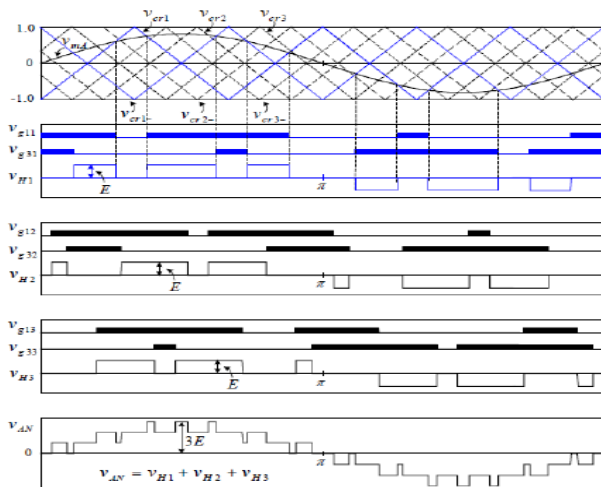 v_cr1 v_cr2 v_cr3
1.0
v_mA
0
π
-1.0
v_cr1- v_cr2- v_cr3-
v_g11
v_g31
v_H1
E
π
v_g12
v_g32
v_H2
E
π
v_g13
v_g33
v_H3
E
π
v_AN
3E
0
π
v_AN = v_H1 + v_H2 + v_H3